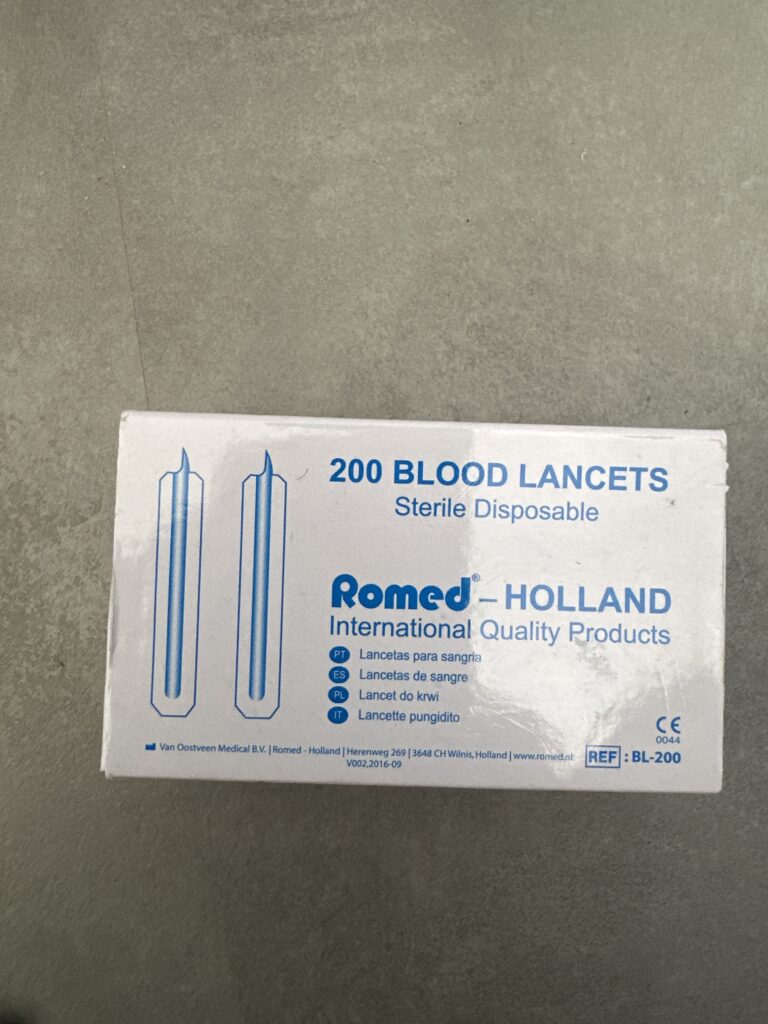 200 BLOOD LANCETS
Sterile Disposable
Romed® – HOLLAND
International Quality Products
PT Lancetas para sangria
ES Lancetas de sangre
PL Lancet do krwi
IT Lancette pungidito
CE
0044
Van Oostveen Medical B.V. | Romed - Holland | Herenweg 269 | 3648 CH Wilnis, Holland | www.romed.nl
REF : BL-200
V002,2016-09